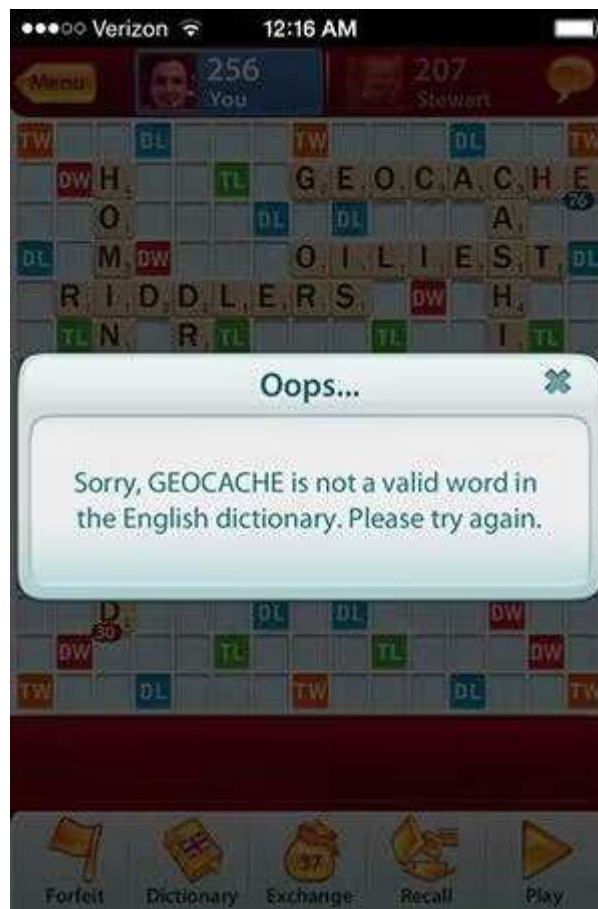 Verizon 12:16 AM
Menu 256 207
You Stewart
TW DL TW DL TW
DW H TL G E O C A C H E
76
O DL DL A
DL M DW O I L I E S T DL
R I D D L E R S DW H
TL N R TL TL I TL
Oops...
Sorry, GEOCACHE is not a valid word in
the English dictionary. Please try again.
D DL DL DW
30
DW TL TL DW
TW DL TW DL TW
37
Forfeit Dictionary Exchange Recall Play